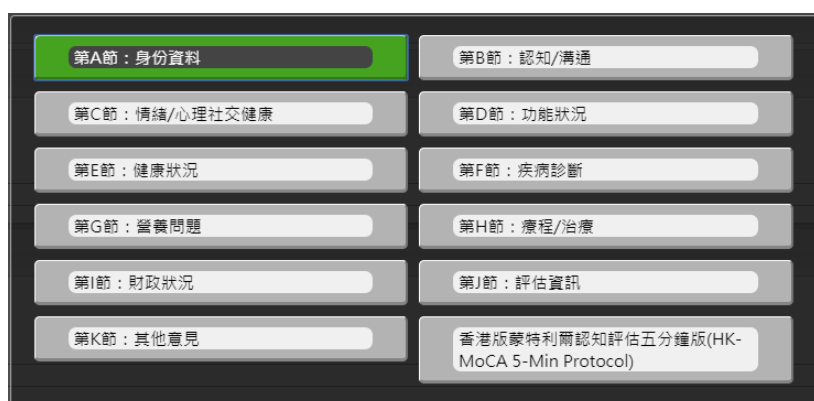 第A節：身份資料
第B節：認知/溝通
第C節：情緒/心理社交健康
第D節：功能狀況
第E節：健康狀況
第F節：疾病診斷
第G節：營養問題
第H節：療程/治療
第I節：財政狀況
第J節：評估資訊
第K節：其他意見
香港版蒙特利爾認知評估五分鐘版(HK-
MoCA 5-Min Protocol)